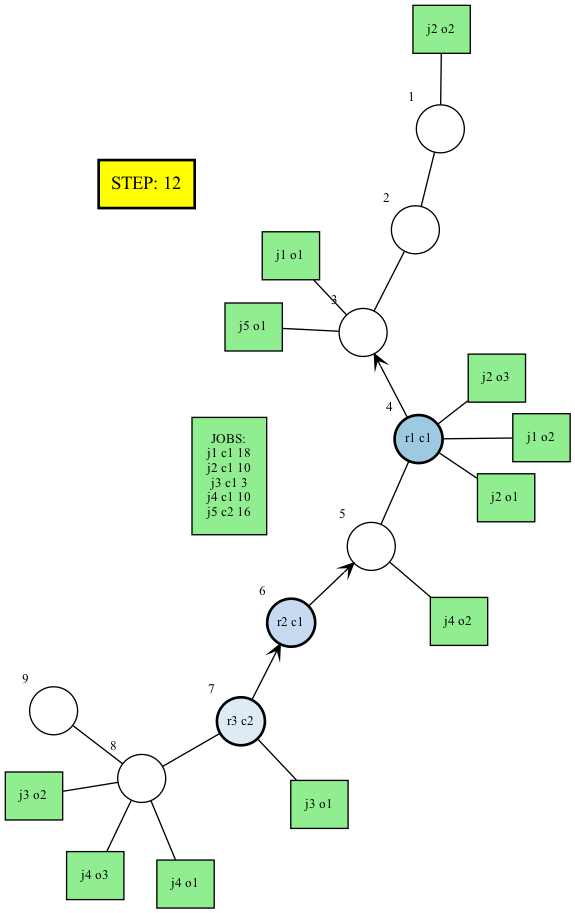 j2 o2
1
STEP: 12
2
j1 o1
3
j5 o1
j2 o3
4
r1 c1
j1 o2
JOBS:
j1 c1 18
j2 c1 10
j3 c1 3
j4 c1 10
j5 c2 16
j2 o1
5
6
r2 c1
j4 o2
9
7
r3 c2
8
j3 o2
j3 o1
j4 o3
j4 o1